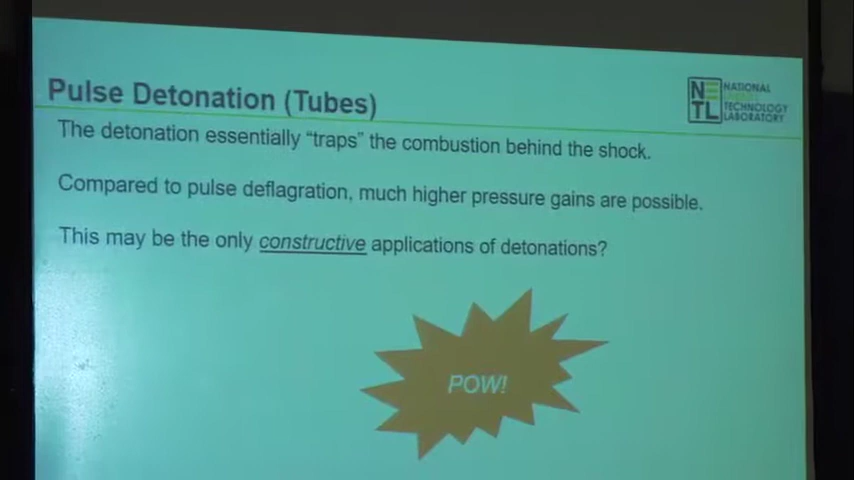 Pulse Detonation (Tubes)
NETL
NATIONAL
ENERGY
TECHNOLOGY
LABORATORY
The detonation essentially “traps” the combustion behind the shock.
Compared to pulse deflagration, much higher pressure gains are possible.
This may be the only constructive applications of detonations?
POW!